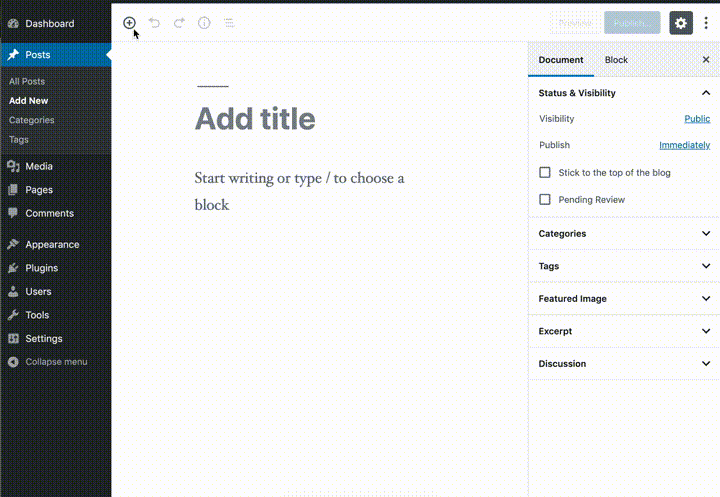 Dashboard
Posts
All Posts
Add New
Categories
Tags
Media
Pages
Comments
Appearance
Plugins
Users
Tools
Settings
Collapse menu
Preview
Publish...
Add title
Start writing or type / to choose a
block
Document Block
Status & Visibility
Visibility Public
Publish Immediately
Stick to the top of the blog
Pending Review
Categories
Tags
Featured Image
Excerpt
Discussion